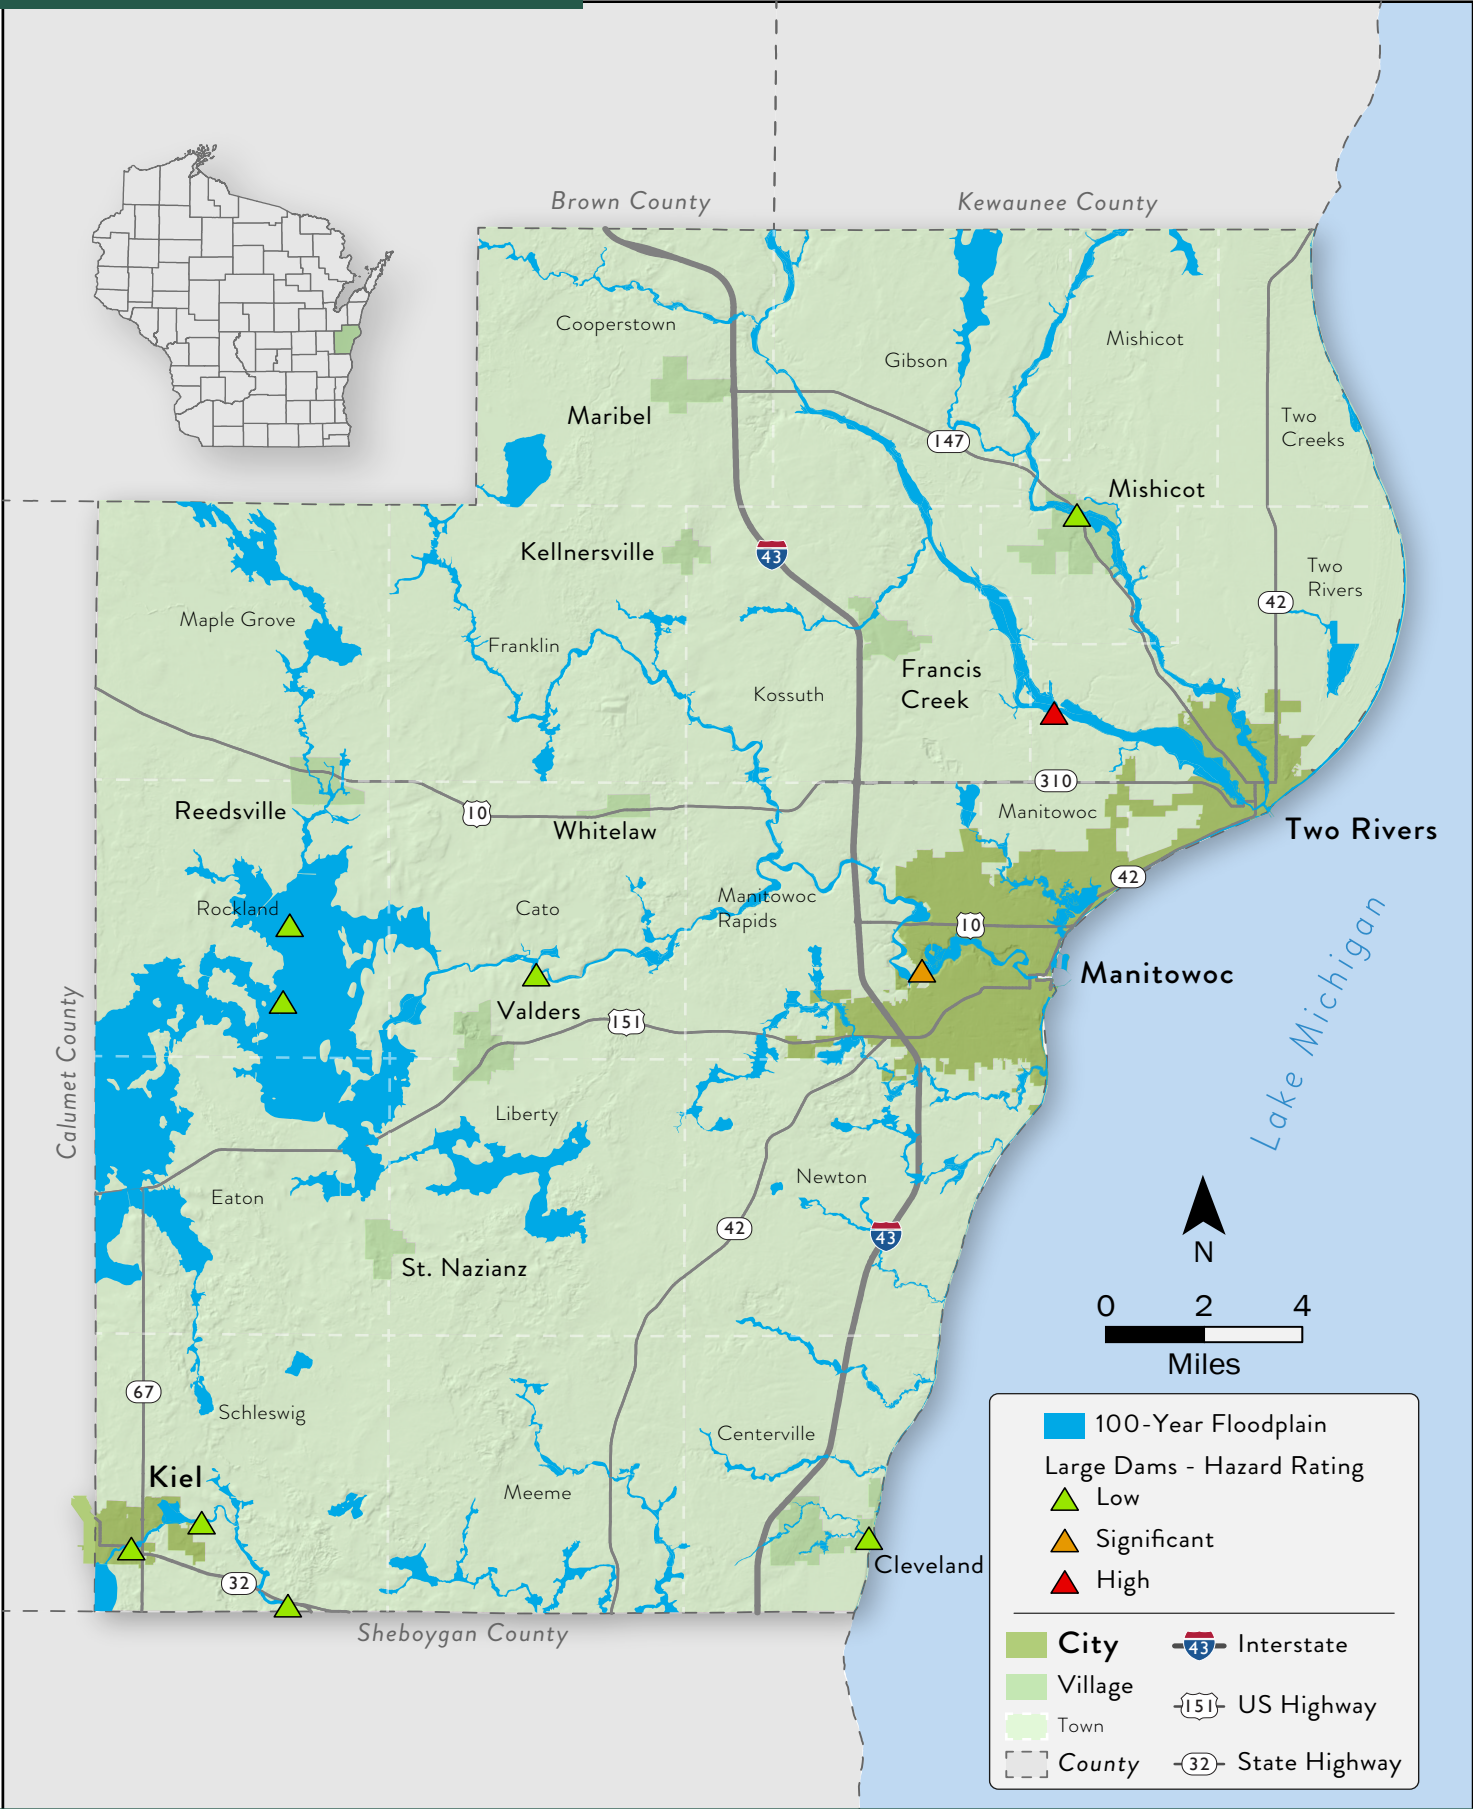 Brown County
Kewaunee County
Cooperstown
Mishicot
Gibson
Maribel
Two
Creeks
147
Mishicot
Kellnersville
43
Two
Rivers
42
Maple Grove
Franklin
Francis
Creek
Kossuth
310
Reedsville
10
Whitelaw
Manitowoc
Two Rivers
42
Rockland
Cato
Manitowoc
Rapids
10
Manitowoc
Valders
151
Lake Michigan
Calumet County
Liberty
Newton
Eaton
42
43
St. Nazianz
N
0 2 4
Miles
67
Schleswig
Centerville
Kiel
Meeme
Cleveland
32
Sheboygan County
100-Year Floodplain
Large Dams - Hazard Rating
Low
Significant
High
City
43
Interstate
Village
151
US Highway
Town
County
32
State Highway